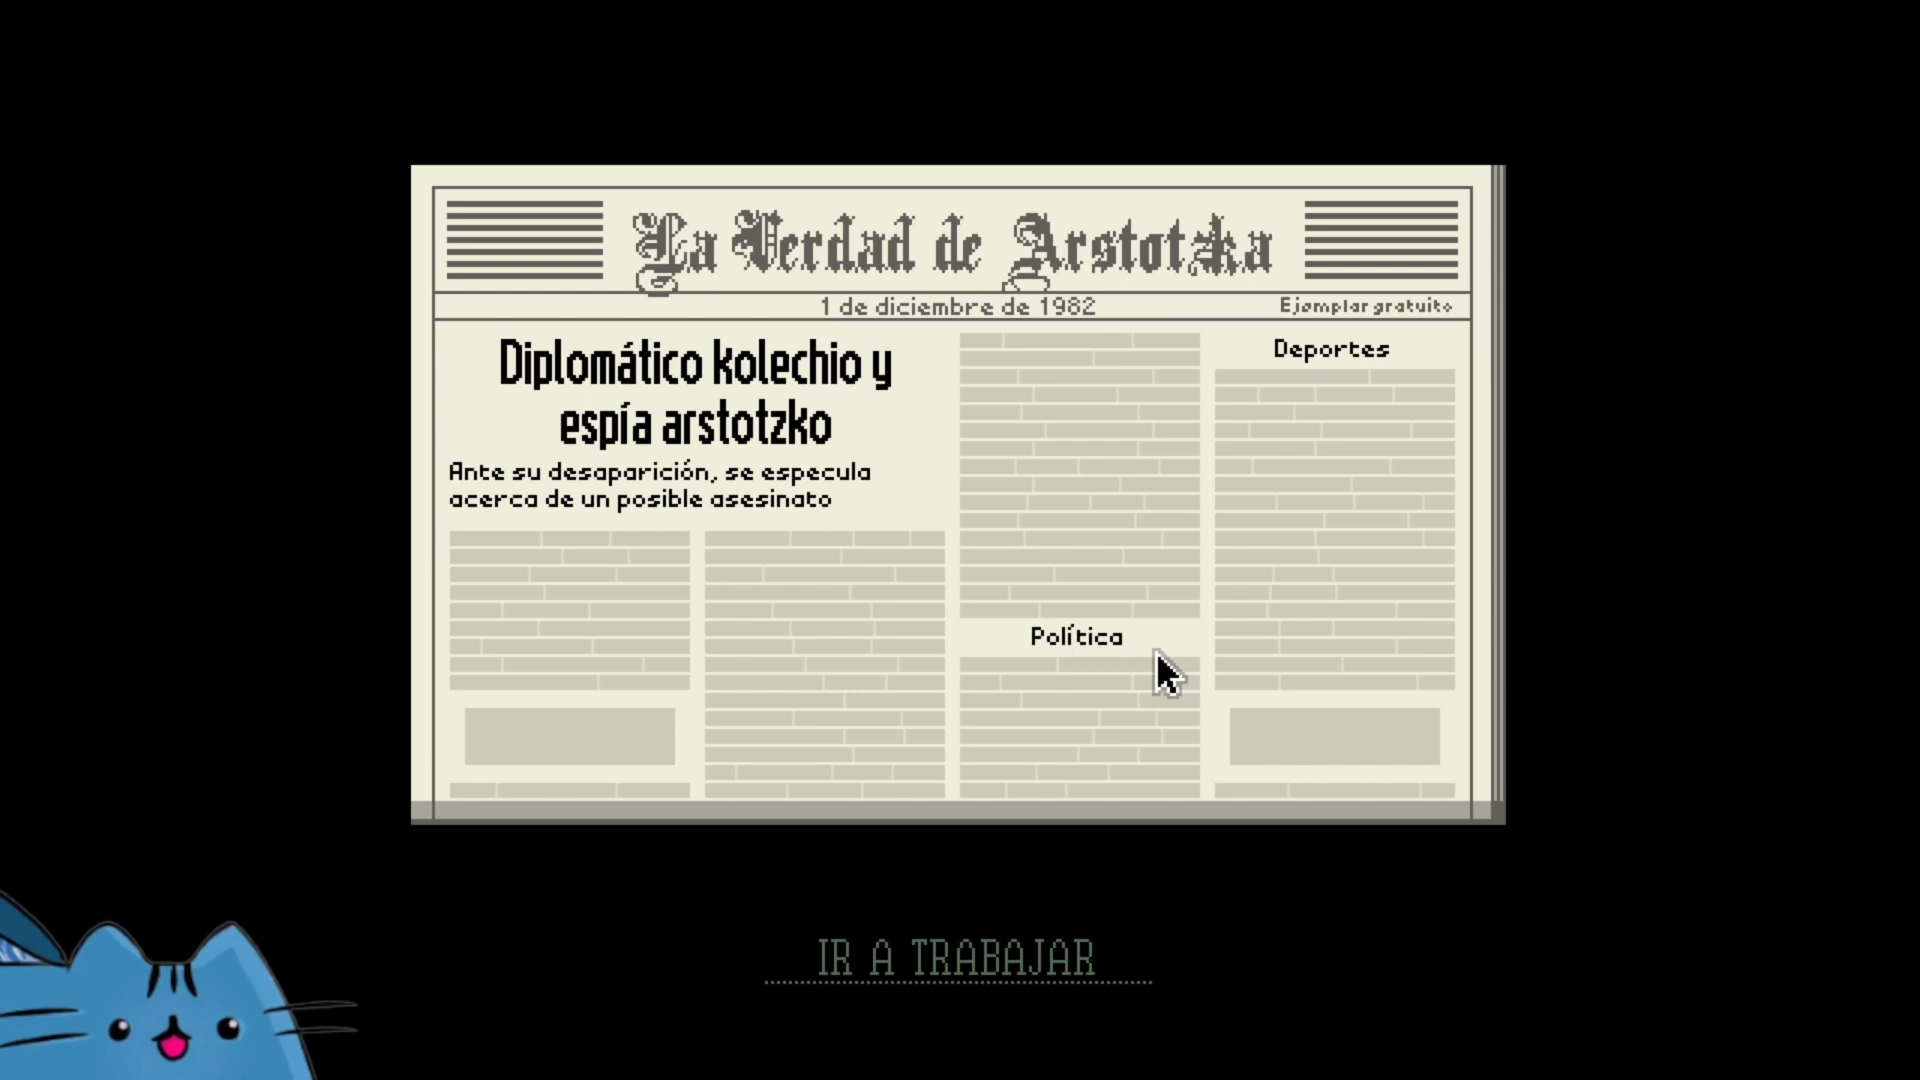 La Verdad de Arstotzka
1 de diciembre de 1982
Ejemplar gratuito
Diplomático kolechio y
espía arstotzko
Ante su desaparición, se especula
acerca de un posible asesinato
Política
Deportes
IR A TRABAJAR